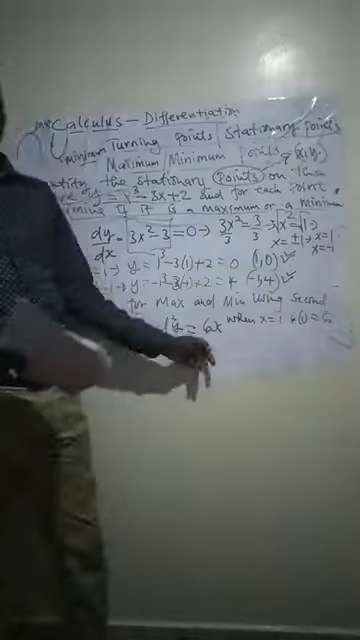 Calculus - Differentiation
Turning points / Stationary points
minimum Maximum / Minimum Points (x,y)
the stationary (points) on the
y = x³ - 3x + 2 and for each point
if it is a maximum or a minimum
dy/dx = 3x² - 3 = 0 → 3x²/3 = 3/3 → √x² = √1 →
x = ±1 → x = 1
x = -1
= 1 → y = 1³ - 3(1) + 2 = 0 (1,0)
-1 → y = -1³ - 3(-1) + 2 = 4 (-1,4)
for Max and Min using Second
d²y = 6x when x = 1 6(1) = 6